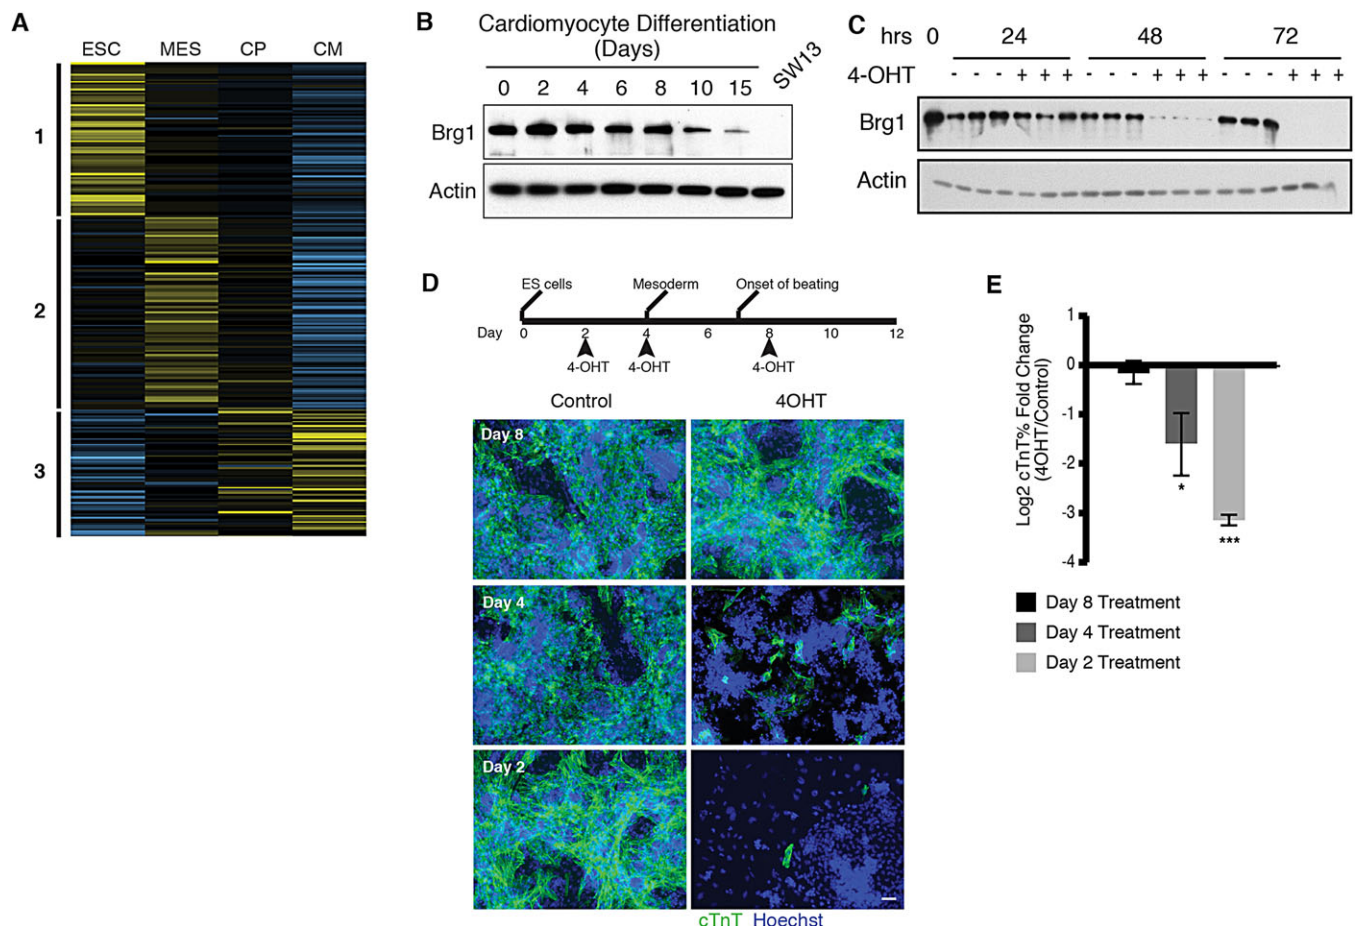 A
ESC MES CP CM
1
2
3
B
Cardiomyocyte Differentiation
(Days)
0 2 4 6 8 10 15 SW13
Brg1
Actin
C
hrs 0 24 48 72
4-OHT - - - + + + - - - + + + - - - + + +
Brg1
Actin
D
ES cells Mesoderm Onset of beating
Day 0 2 4 6 8 10 12
4-OHT 4-OHT 4-OHT
Control 4OHT
Day 8
Day 4
Day 2
cTnT Hoechst
E
Log2 cTnT% Fold Change
(4OHT/Control)
1
0
-1
-2
-3
-4
*
***
Day 8 Treatment
Day 4 Treatment
Day 2 Treatment